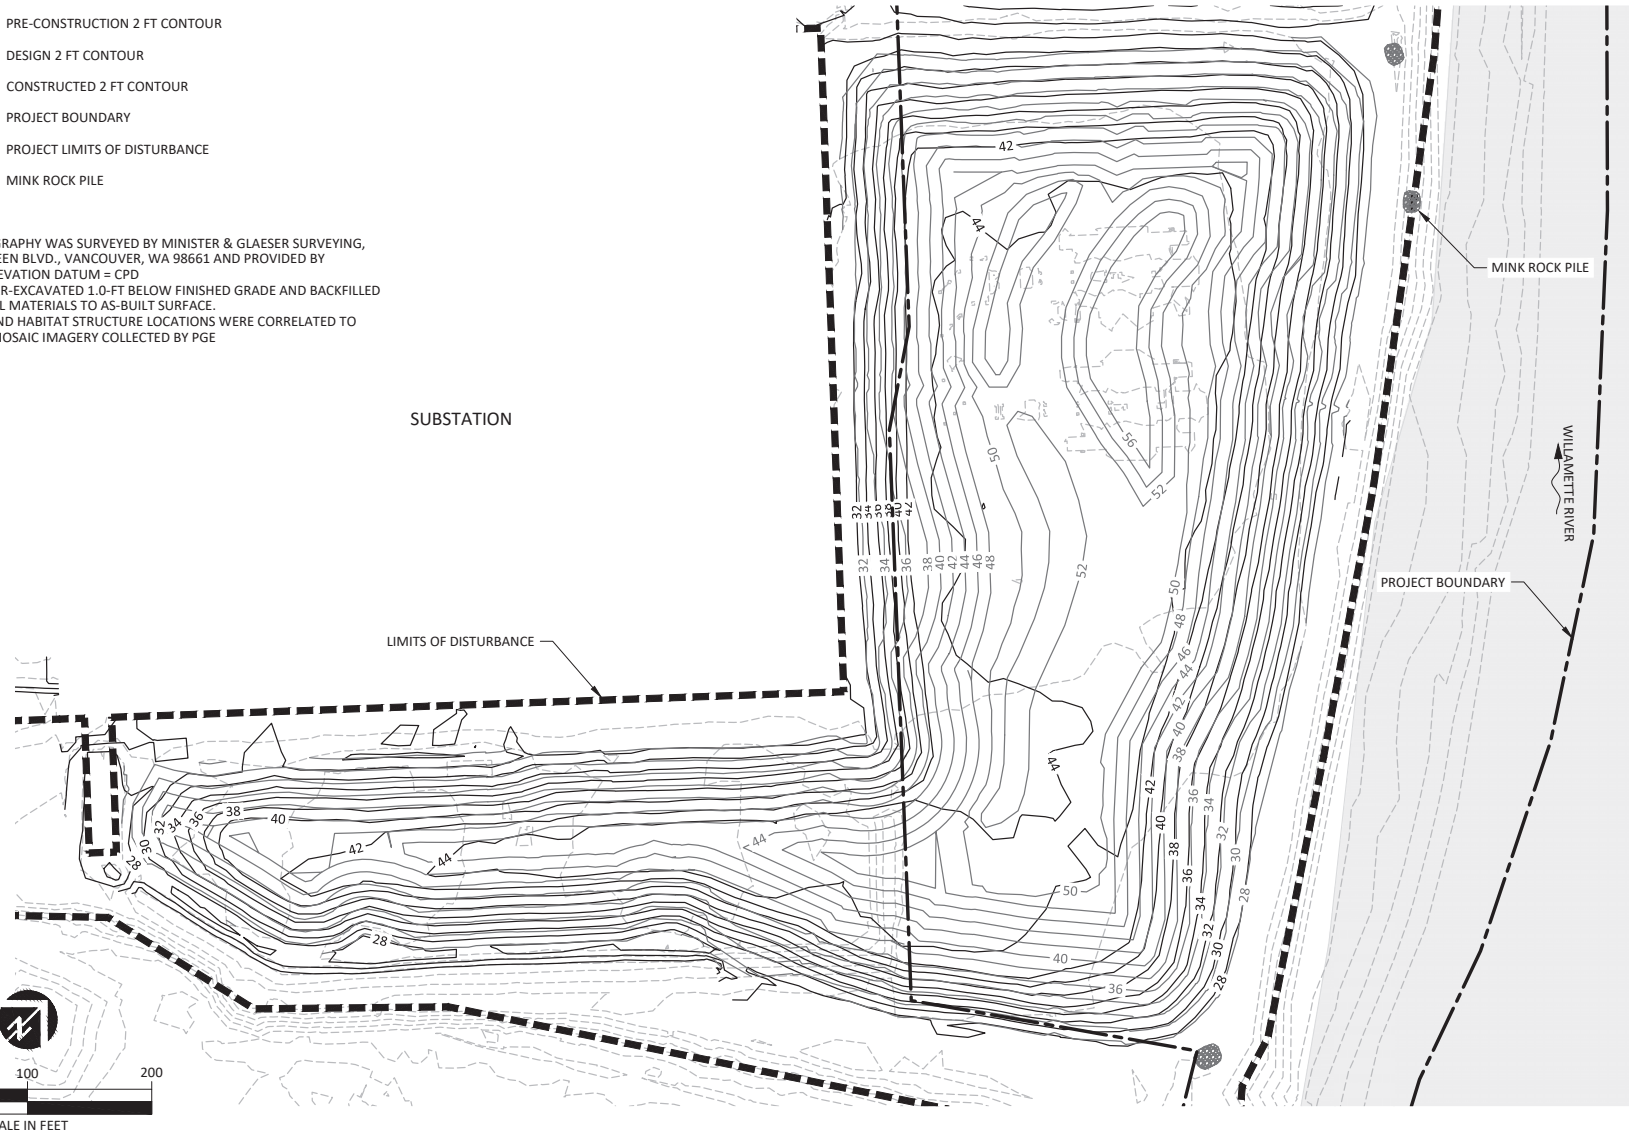 PRE-CONSTRUCTION 2 FT CONTOUR
DESIGN 2 FT CONTOUR
CONSTRUCTED 2 FT CONTOUR
PROJECT BOUNDARY
PROJECT LIMITS OF DISTURBANCE
MINK ROCK PILE
GRAPHY WAS SURVEYED BY MINISTER & GLAESER SURVEYING,
EEN BLVD., VANCOUVER, WA 98661 AND PROVIDED BY
EVATION DATUM = CPD
R-EXCAVATED 1.0-FT BELOW FINISHED GRADE AND BACKFILLED
L MATERIALS TO AS-BUILT SURFACE.
ND HABITAT STRUCTURE LOCATIONS WERE CORRELATED TO
MOSAIC IMAGERY COLLECTED BY PGE
42
44
MINK ROCK PILE
SUBSTATION
50
56
52
WILLAMETTE RIVER
32 34 36 38 40 42
32 34 36 38 40 42 44 46 48
52
PROJECT BOUNDARY
50
48
46
44
42
40
38
LIMITS OF DISTURBANCE
44
42 36 34
40 32
38 30
36 28
34
32
30
28
38
40
36
34
32
30
28
42
44
44
50
28
40
36
N
100 200
ALE IN FEET